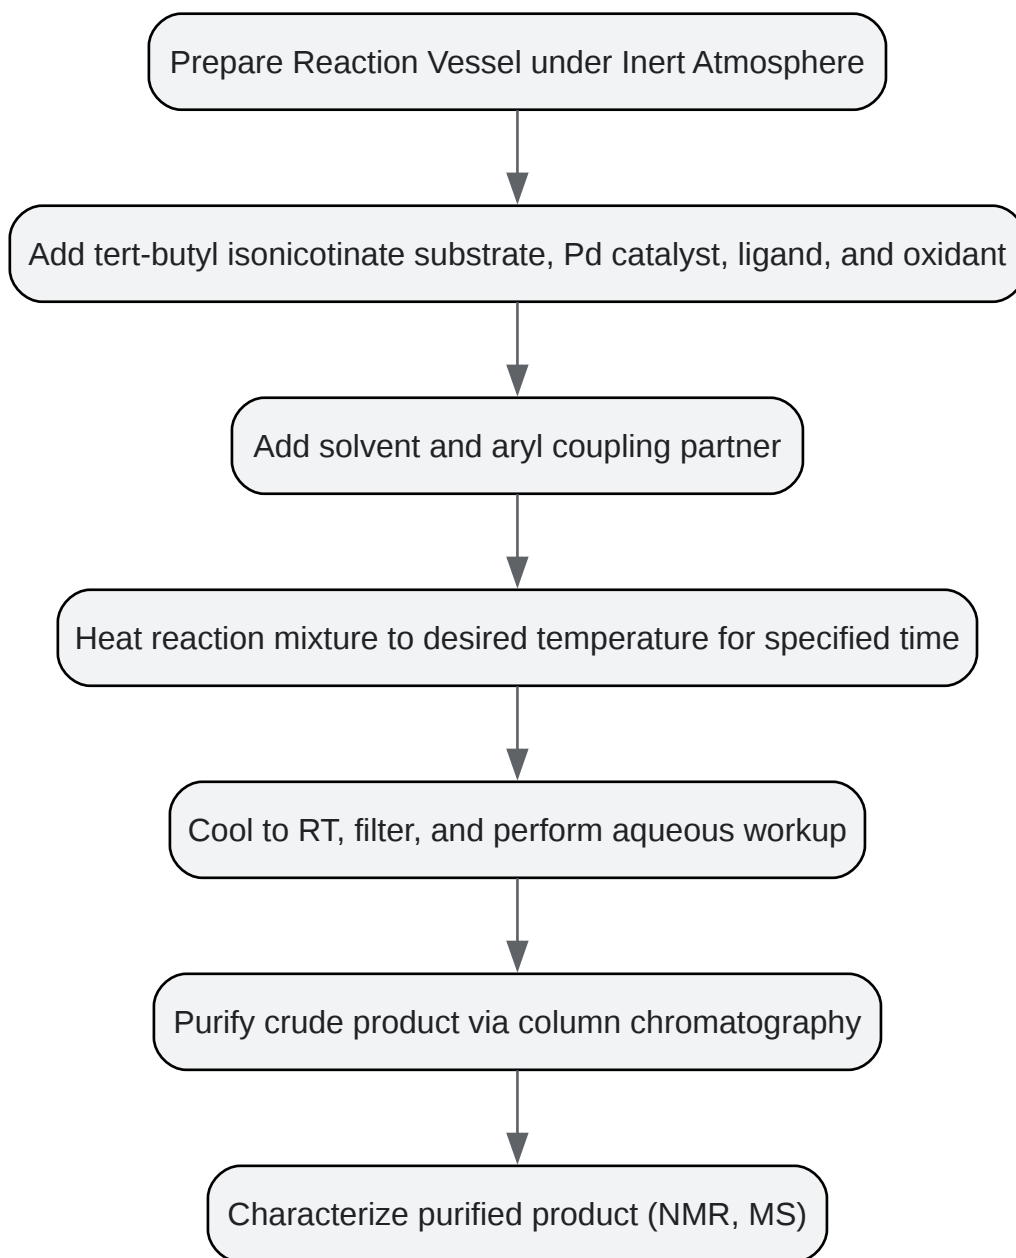 Prepare Reaction Vessel under Inert Atmosphere
Add tert-butyl isonicotinate substrate, Pd catalyst, ligand, and oxidant
Add solvent and aryl coupling partner
Heat reaction mixture to desired temperature for specified time
Cool to RT, filter, and perform aqueous workup
Purify crude product via column chromatography
Characterize purified product (NMR, MS)